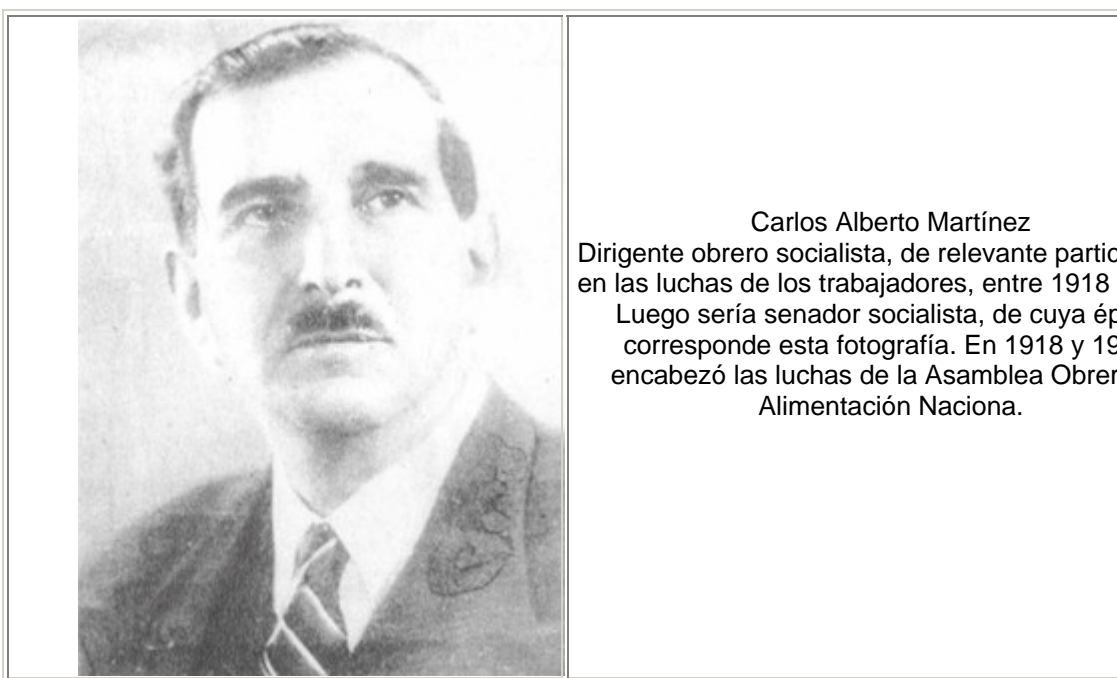 Carlos Alberto Martínez
Dirigente obrero socialista, de relevante
en las luchas de los trabajadores, entre 1918
Luego sería senador socialista, de cuya
corresponde esta fotografía. En 1918 y
encabezó las luchas de la Asamblea
Alimentación Naciona.